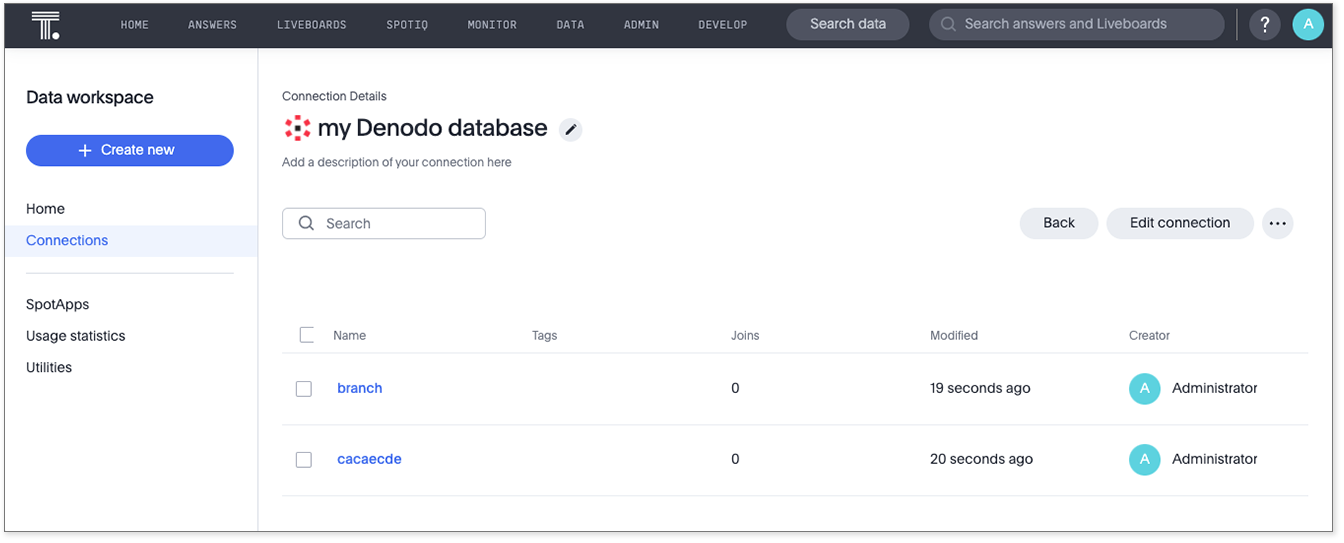 T.
HOME ANSWERS LIVEBOARDS SPOTIQ MONITOR DATA ADMIN DEVELOP Search data Search answers and Liveboards ? A
Data workspace
+ Create new
Home
Connections
SpotApps
Usage statistics
Utilities
Connection Details
my Denodo database
Add a description of your connection here
Search Back Edit connection ...
Name Tags Joins Modified Creator
branch 0 19 seconds ago A Administrator
cacaecde 0 20 seconds ago A Administrator